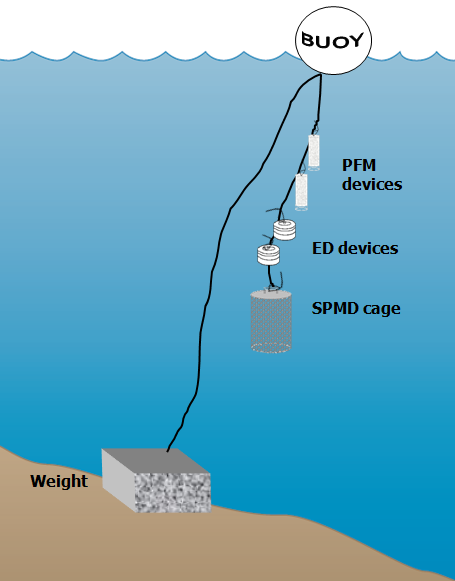 BUOY
PFM
devices
ED devices
SPMD cage
Weight